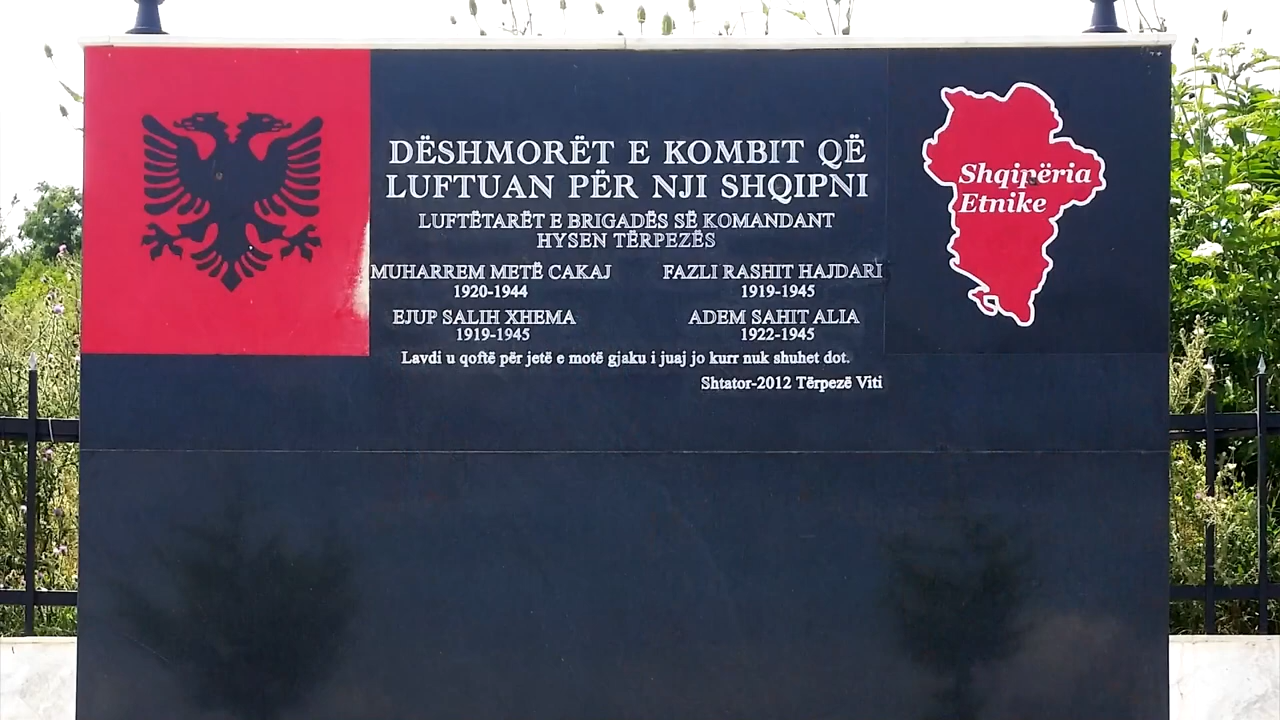 DËSHMORËT E KOMBIT QË
LUFTUAN PËR NJI SHQIPNI
LUFTËTARËT E BRIGADËS SË KOMANDANT
HYSEN TËRPEZËS
MUHARREM METË CAKAJ
1920-1944
FAZLI RASHIT HAJDARI
1919-1945
EJUP SALIH XHEMA
1919-1945
ADEM SAHIT ALIA
1922-1945
Lavdi u qoftë për jetë e motë gjaku i juaj jo kurr nuk shuhet dot.
Shtator-2012 Tërpezë Viti
Shqipëria
Etnike